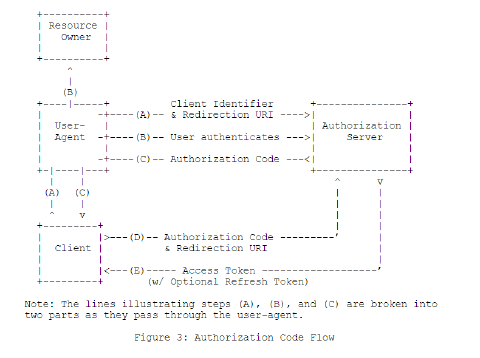 Resource
Owner
(B)
Client Identifier
(A) & Redirection URI
User- Authorization
Agent (B) User authenticates Server
(C) Authorization Code
(A) (C)
(D) Authorization Code
Client & Redirection URI
(E) Access Token
(w/ Optional Refresh Token)
Note: The lines illustrating steps (A), (B), and (C) are broken into
two parts as they pass through the user-agent.
Figure 3: Authorization Code Flow